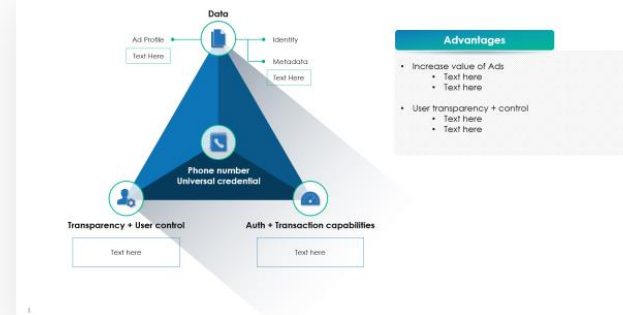 Data
Ad Profile
Identity
Text Here
Metadata
Text Here
Phone number
Universal credential
Transparency + User control
Auth + Transaction capabilities
Text here
Text here
Advantages
• Increase value of Ads
• Text here
• Text here
• User transparency + control
• Text here
• Text here